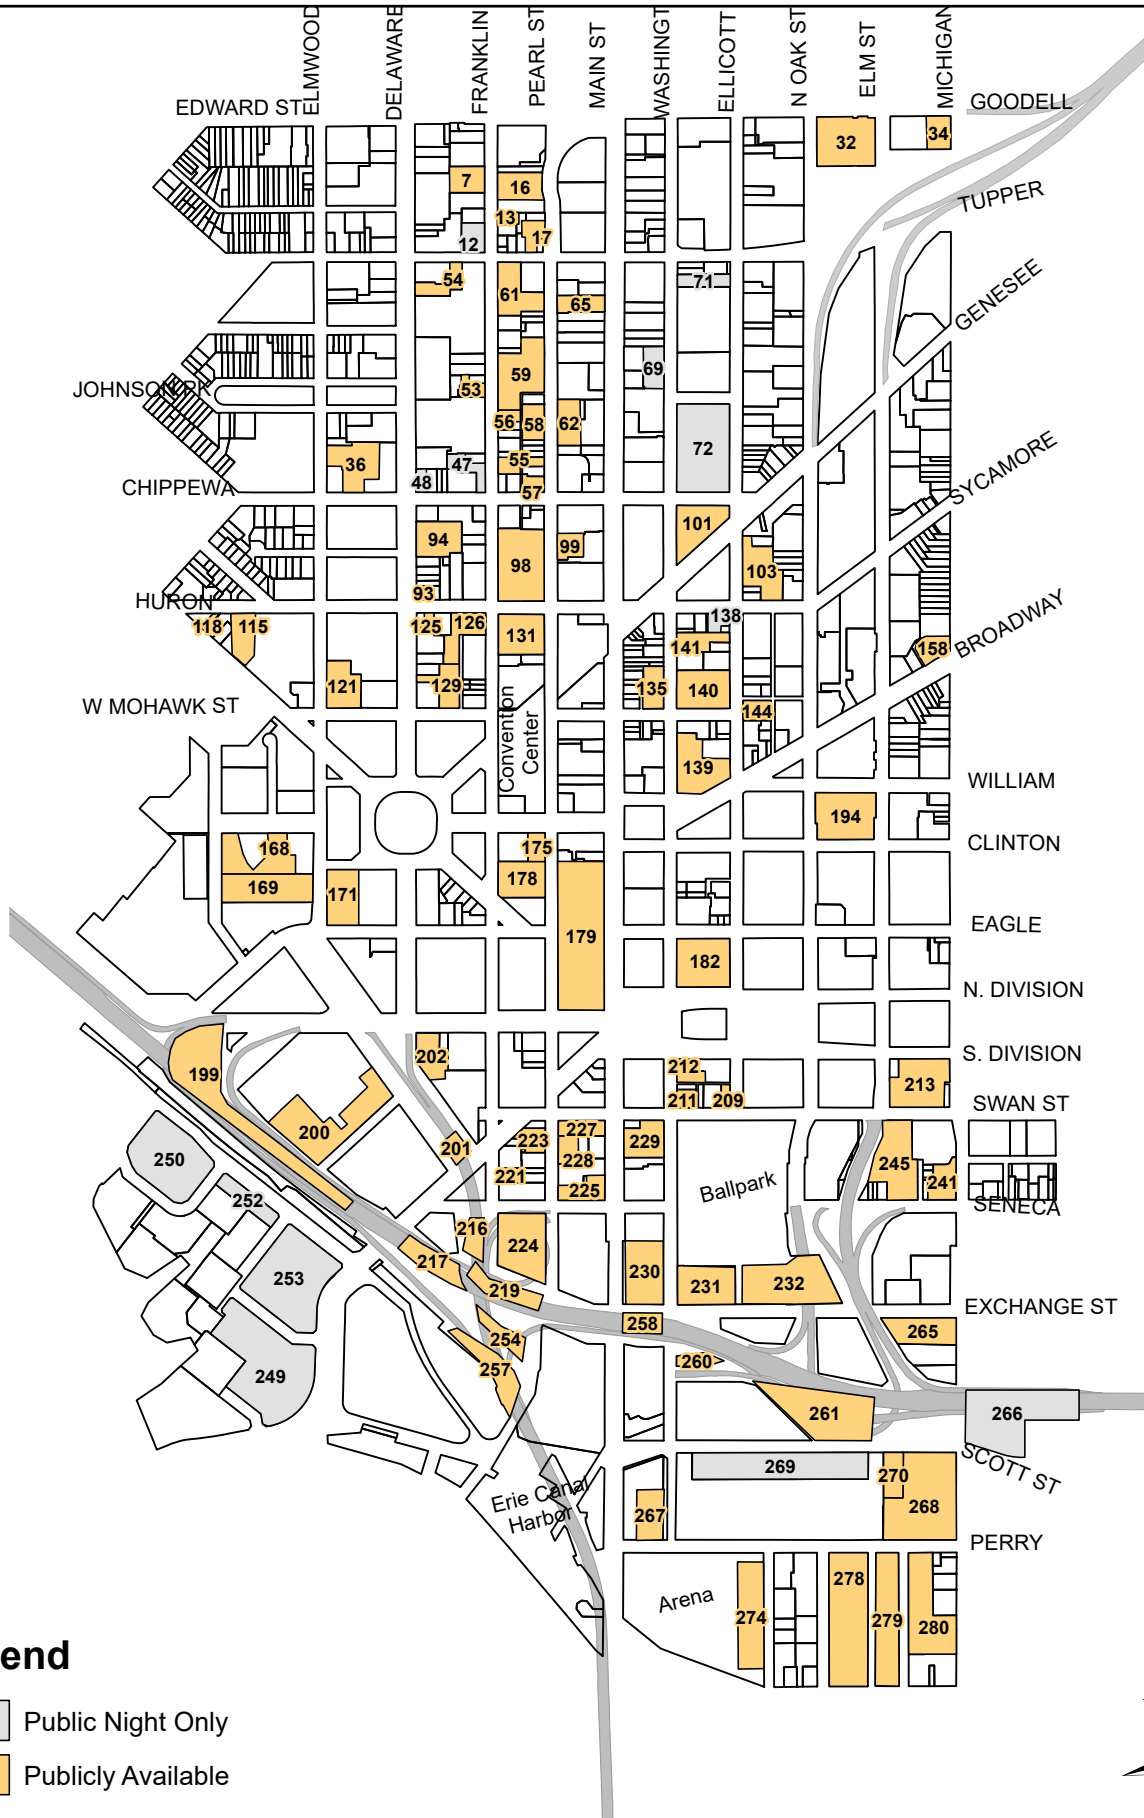 ELMWOOD
DELAWARE
FRANKLIN
PEARL ST
MAIN ST
WASHINGT
ELLICOTT
N OAK ST
ELM ST
MICHIGAN
EDWARD ST
GOODELL
32
34
7
16
TUPPER
13
17
12
54
71
61
65
GENESEE
69
59
JOHNSON PK
53
56
58
62
72
36
47
55
SYCAMORE
48
57
CHIPPEWA
101
94
99
98
103
93
HURON
118
115
125
126
131
138
141
158
BROADWAY
121
129
135
140
W MOHAWK ST
144
Convention
Center
139
WILLIAM
194
CLINTON
168
175
169
171
178
EAGLE
179
182
N. DIVISION
202
S. DIVISION
199
212
213
211
209
SWAN ST
200
201
223
227
229
250
221
228
245
241
225
Ballpark
SENECA
252
216
217
224
253
219
230
231
232
EXCHANGE ST
258
265
254
257
260
249
261
266
269
270
SCOTT ST
Erie Canal
Harbor
267
268
PERRY
278
Arena
274
279
280
end
Public Night Only
Publicly Available